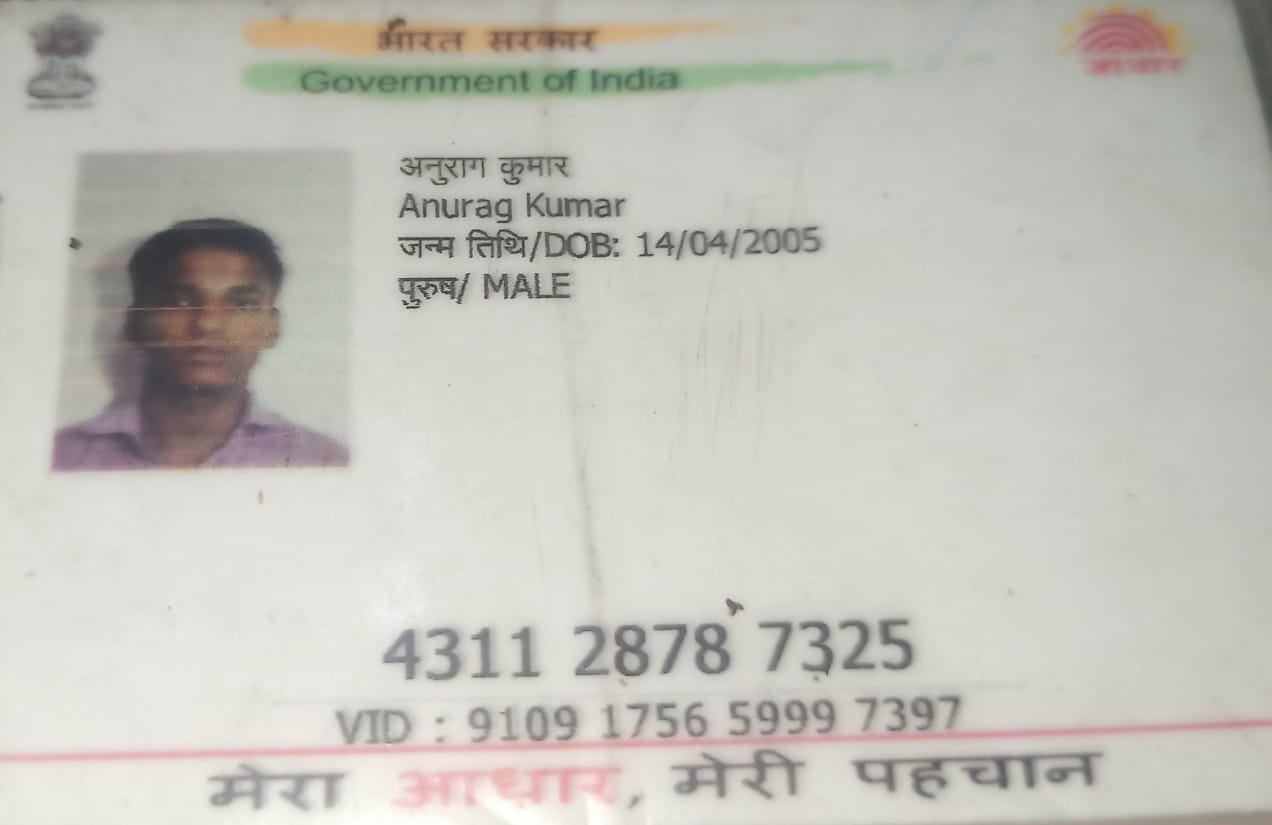 भारत सरकार
Government of India
आधार
अनुराग कुमार
Anurag Kumar
जन्म तिथि/DOB: 14/04/2005
पुरुष/ MALE
4311 2878 7325
VID : 9109 1756 5999 7397
मेरा आधार, मेरी पहचान